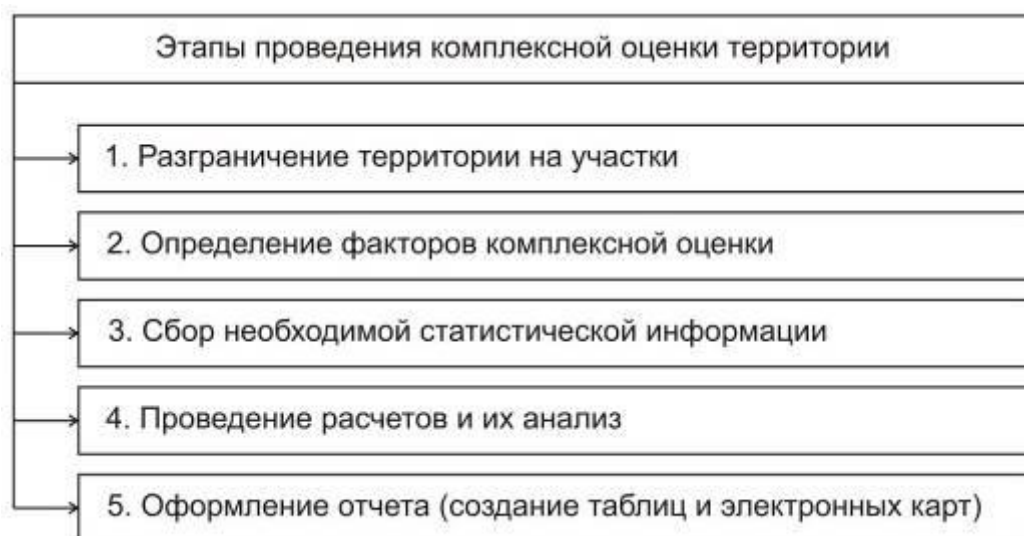 Этапы проведения комплексной оценки территории
1. Разграничение территории на участки
2. Определение факторов комплексной оценки
3. Сбор необходимой статистической информации
4. Проведение расчетов и их анализ
5. Оформление отчета (создание таблиц и электронных карт)